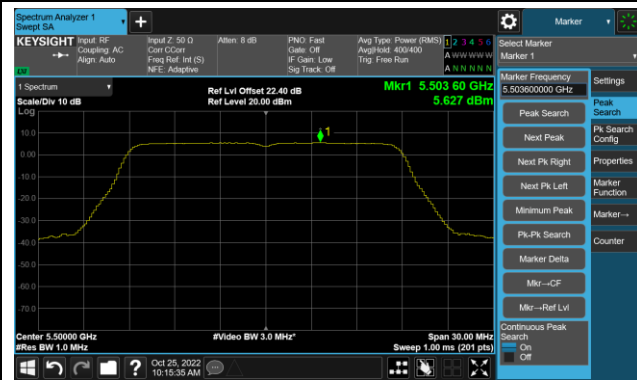 Spectrum Analyzer 1
Swept SA
Marker
KEYSIGHT
Input: RF
Coupling: AC
Align: Auto
Input Z: 50 Ω
Corr CCorr
Freq Ref: Int (S)
NFE: Adaptive
Atten: 8 dB
PNO: Fast
Gate: Off
IF Gain: Low
Sig Track: Off
Avg Type: Power (RMS)
Avg|Hold: 400/400
Trig: Free Run
1 2 3 4 5 6
A W W W W W
A N N N N N
LXI
1 Spectrum
Scale/Div 10 dB
Log
Ref Lvl Offset 22.40 dB
Ref Level 20.00 dBm
Mkr1 5.503 60 GHz
5.627 dBm
1
10.0
0.00
-10.0
-20.0
-30.0
-40.0
-50.0
-60.0
-70.0
Center 5.50000 GHz
#Res BW 1.0 MHz
#Video BW 3.0 MHz*
Span 30.00 MHz
Sweep 1.00 ms (201 pts)
Oct 25, 2022
10:15:35 AM
Select Marker
Marker 1
Marker Frequency
5.503600000 GHz
Peak Search
Next Peak
Next Pk Right
Next Pk Left
Minimum Peak
Pk-Pk Search
Marker Delta
Mkr→CF
Mkr→Ref Lvl
Continuous Peak
Search
On
Off
Settings
Peak
Search
Pk Search
Config
Properties
Marker
Function
Marker→
Counter